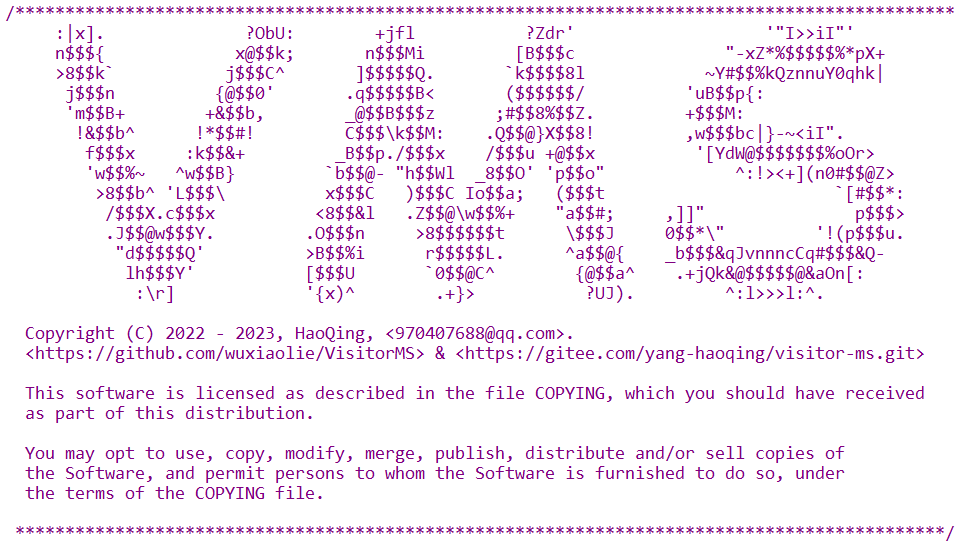 /**********************************************************************************************
     :|x].              ?ObU:        +jfl           ?Zdr'                   '"I>>iI"'
     n$$${             x@$$k;       n$$$Mi         [B$$$c               "-xZ*%$$$$$%*pX+
     >8$$k`           j$$$C^       ]$$$$$Q.       `k$$$$8l            ~Y#$$%kQznnuY0qhk|
      j$$$n          {@$$0'       .q$$$$$B<       ($$$$$$/          'uB$$p{:
      'm$$B+        +&$$b,        _@$$B$$$z      ;#$$8%$$Z.         +$$$M:
       !&$$b^      !*$$#!         C$$$\k$$M:    .Q$$@}X$$8!         ,w$$$bc|}-~<iI".
        f$$$x     :k$$&+         _B$$p./$$$x    /$$$u +@$$x          '[YdW@$$$$$$$%oOr>
        'w$$%~   ^w$$B}         `b$$@- "h$$Wl  _8$$O' 'p$$o"             ^:!><+](n0#$$@Z>
         >8$$b^ 'L$$$\          x$$$C   )$$$C Io$$a;   ($$$t                       `[#$$*:
          /$$$X.c$$$x          <8$$&l   .Z$$@\w$$%+    "a$$#;     ,]]"               p$$$>
          .J$$@w$$$Y.         .O$$$n     >8$$$$$$t      \$$$J     0$$*\"         '!(p$$$u.
           "d$$$$$Q'          >B$$%i      r$$$$$L.      ^a$$@{    _b$$$&qJvnnncCq#$$$&Q-
            lh$$$Y'           [$$$U       `0$$@C^        {@$$a^    .+jQk&@$$$$$@&aOn[:
             :\r]             '{x)^        .+}>           ?UJ).         ^:l>>>l:^.
Copyright (C) 2022 - 2023, HaoQing, <970407688@qq.com>.
<https://github.com/wuxiaolie/VisitorMS> & <https://gitee.com/yang-haoqing/visitor-ms.git>
This software is licensed as described in the file COPYING, which you should have received
as part of this distribution.
You may opt to use, copy, modify, merge, publish, distribute and/or sell copies of
the Software, and permit persons to whom the Software is furnished to do so, under
the terms of the COPYING file.
*********************************************************************************************/